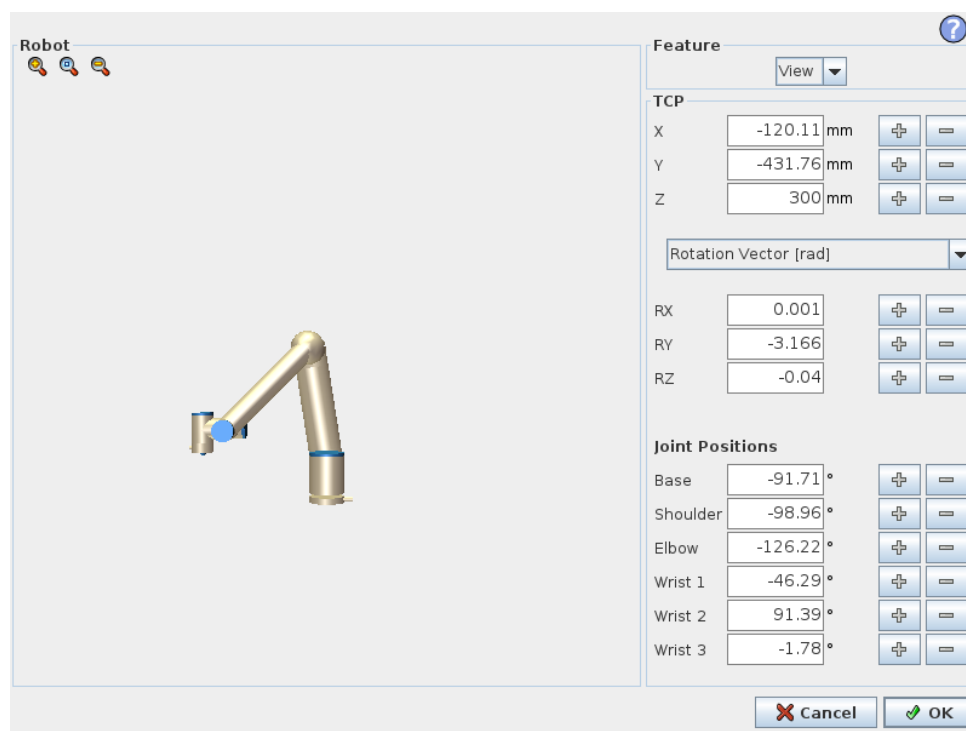 ?
Robot
Feature
View
TCP
X -120.11 mm
Y -431.76 mm
Z 300 mm
Rotation Vector [rad]
RX 0.001
RY -3.166
RZ -0.04
Joint Positions
Base -91.71 °
Shoulder -98.96 °
Elbow -126.22 °
Wrist 1 -46.29 °
Wrist 2 91.39 °
Wrist 3 -1.78 °
Cancel OK